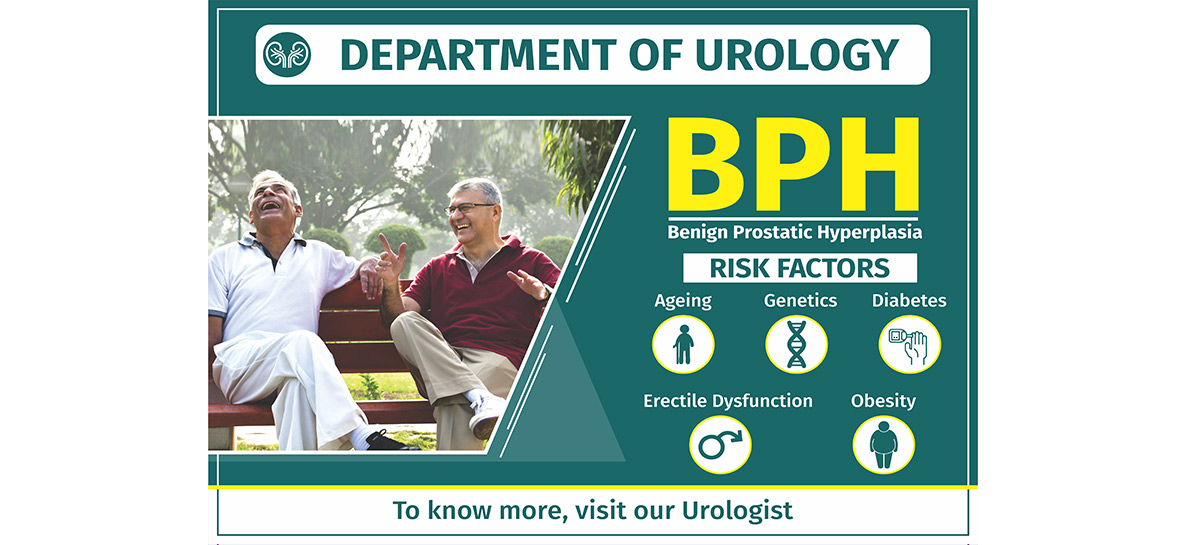 DEPARTMENT OF UROLOGY
BPH
Benign Prostatic Hyperplasia
RISK FACTORS
Ageing
Genetics
Diabetes
Erectile Dysfunction
Obesity
To know more, visit our Urologist